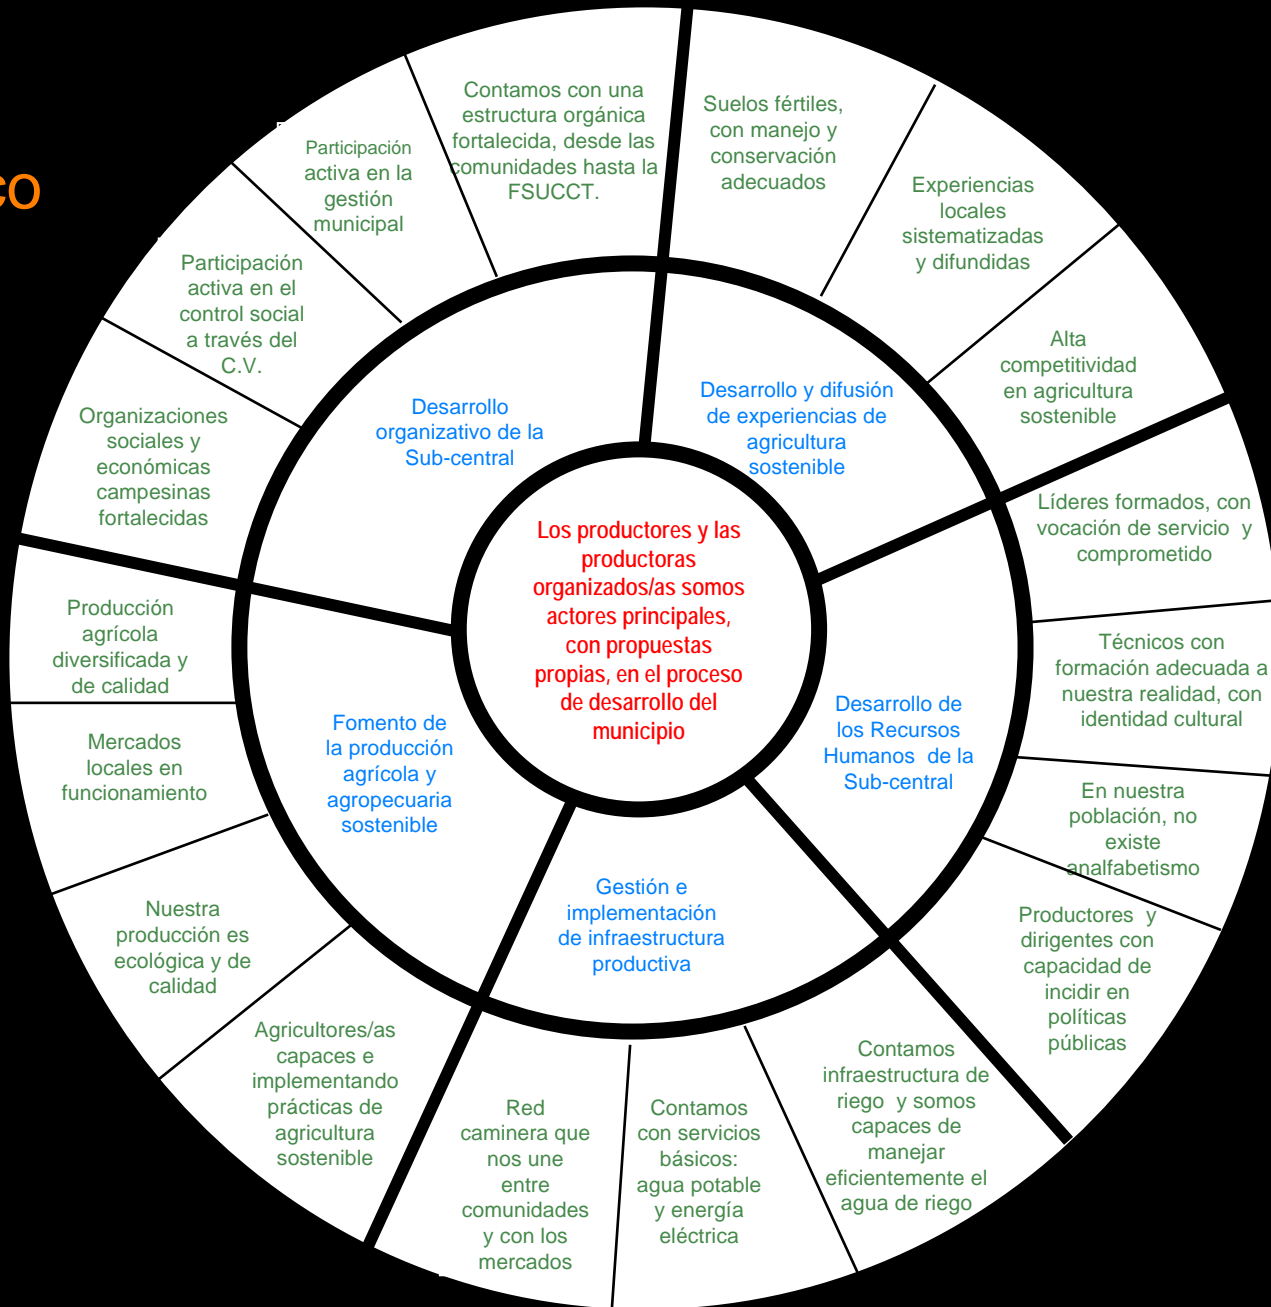 co
Contamos con una
estructura orgánica
fortalecida, desde las
comunidades hasta la
FSUCCT.
Suelos fértiles,
con manejo y
conservación
adecuados
Participación
activa en la
gestión
municipal
Experiencias
locales
sistematizadas
y difundidas
Participación
activa en el
control social
a través del
C.V.
Alta
competitividad
en agricultura
sostenible
Organizaciones
sociales y
económicas
campesinas
fortalecidas
Desarrollo
organizativo de la
Sub-central
Desarrollo y difusión
de experiencias de
agricultura
sostenible
Líderes formados, con
vocación de servicio y
comprometido
Los productores y las
productoras
organizados/as somos
actores principales,
con propuestas
propias, en el proceso
de desarrollo del
municipio
Producción
agrícola
diversificada y
de calidad
Técnicos con
formación adecuada a
nuestra realidad, con
identidad cultural
Fomento de
la producción
agrícola y
agropecuaria
sostenible
Desarrollo de
los Recursos
Humanos de la
Sub-central
Mercados
locales en
funcionamiento
En nuestra
población, no
existe
analfabetismo
Gestión e
implementación
de infraestructura
productiva
Nuestra
producción es
ecológica y de
calidad
Productores y
dirigentes con
capacidad de
incidir en
políticas
públicas
Agricultores/as
capaces e
implementando
prácticas de
agricultura
sostenible
Red
caminera que
nos une
entre
comunidades
y con los
mercados
Contamos
con servicios
básicos:
agua potable
y energía
eléctrica
Contamos
infraestructura de
riego y somos
capaces de
manejar
eficientemente el
agua de riego